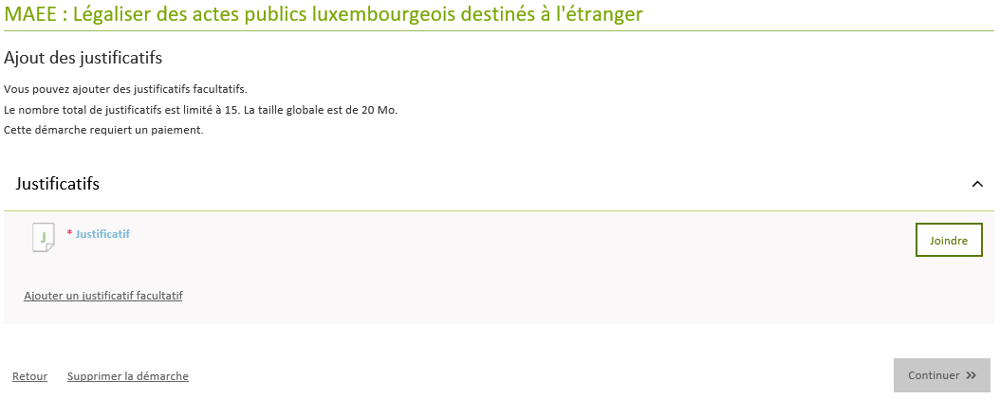 MAEE : Légaliser des actes publics luxembourgeois destinés à l'étranger
Ajout des justificatifs
Vous pouvez ajouter des justificatifs facultatifs.
Le nombre total de justificatifs est limité à 15. La taille globale est de 20 Mo.
Cette démarche requiert un paiement.
Justificatifs
J * Justificatif
Joindre
Ajouter un justificatif facultatif
Retour Supprimer la démarche
Continuer »